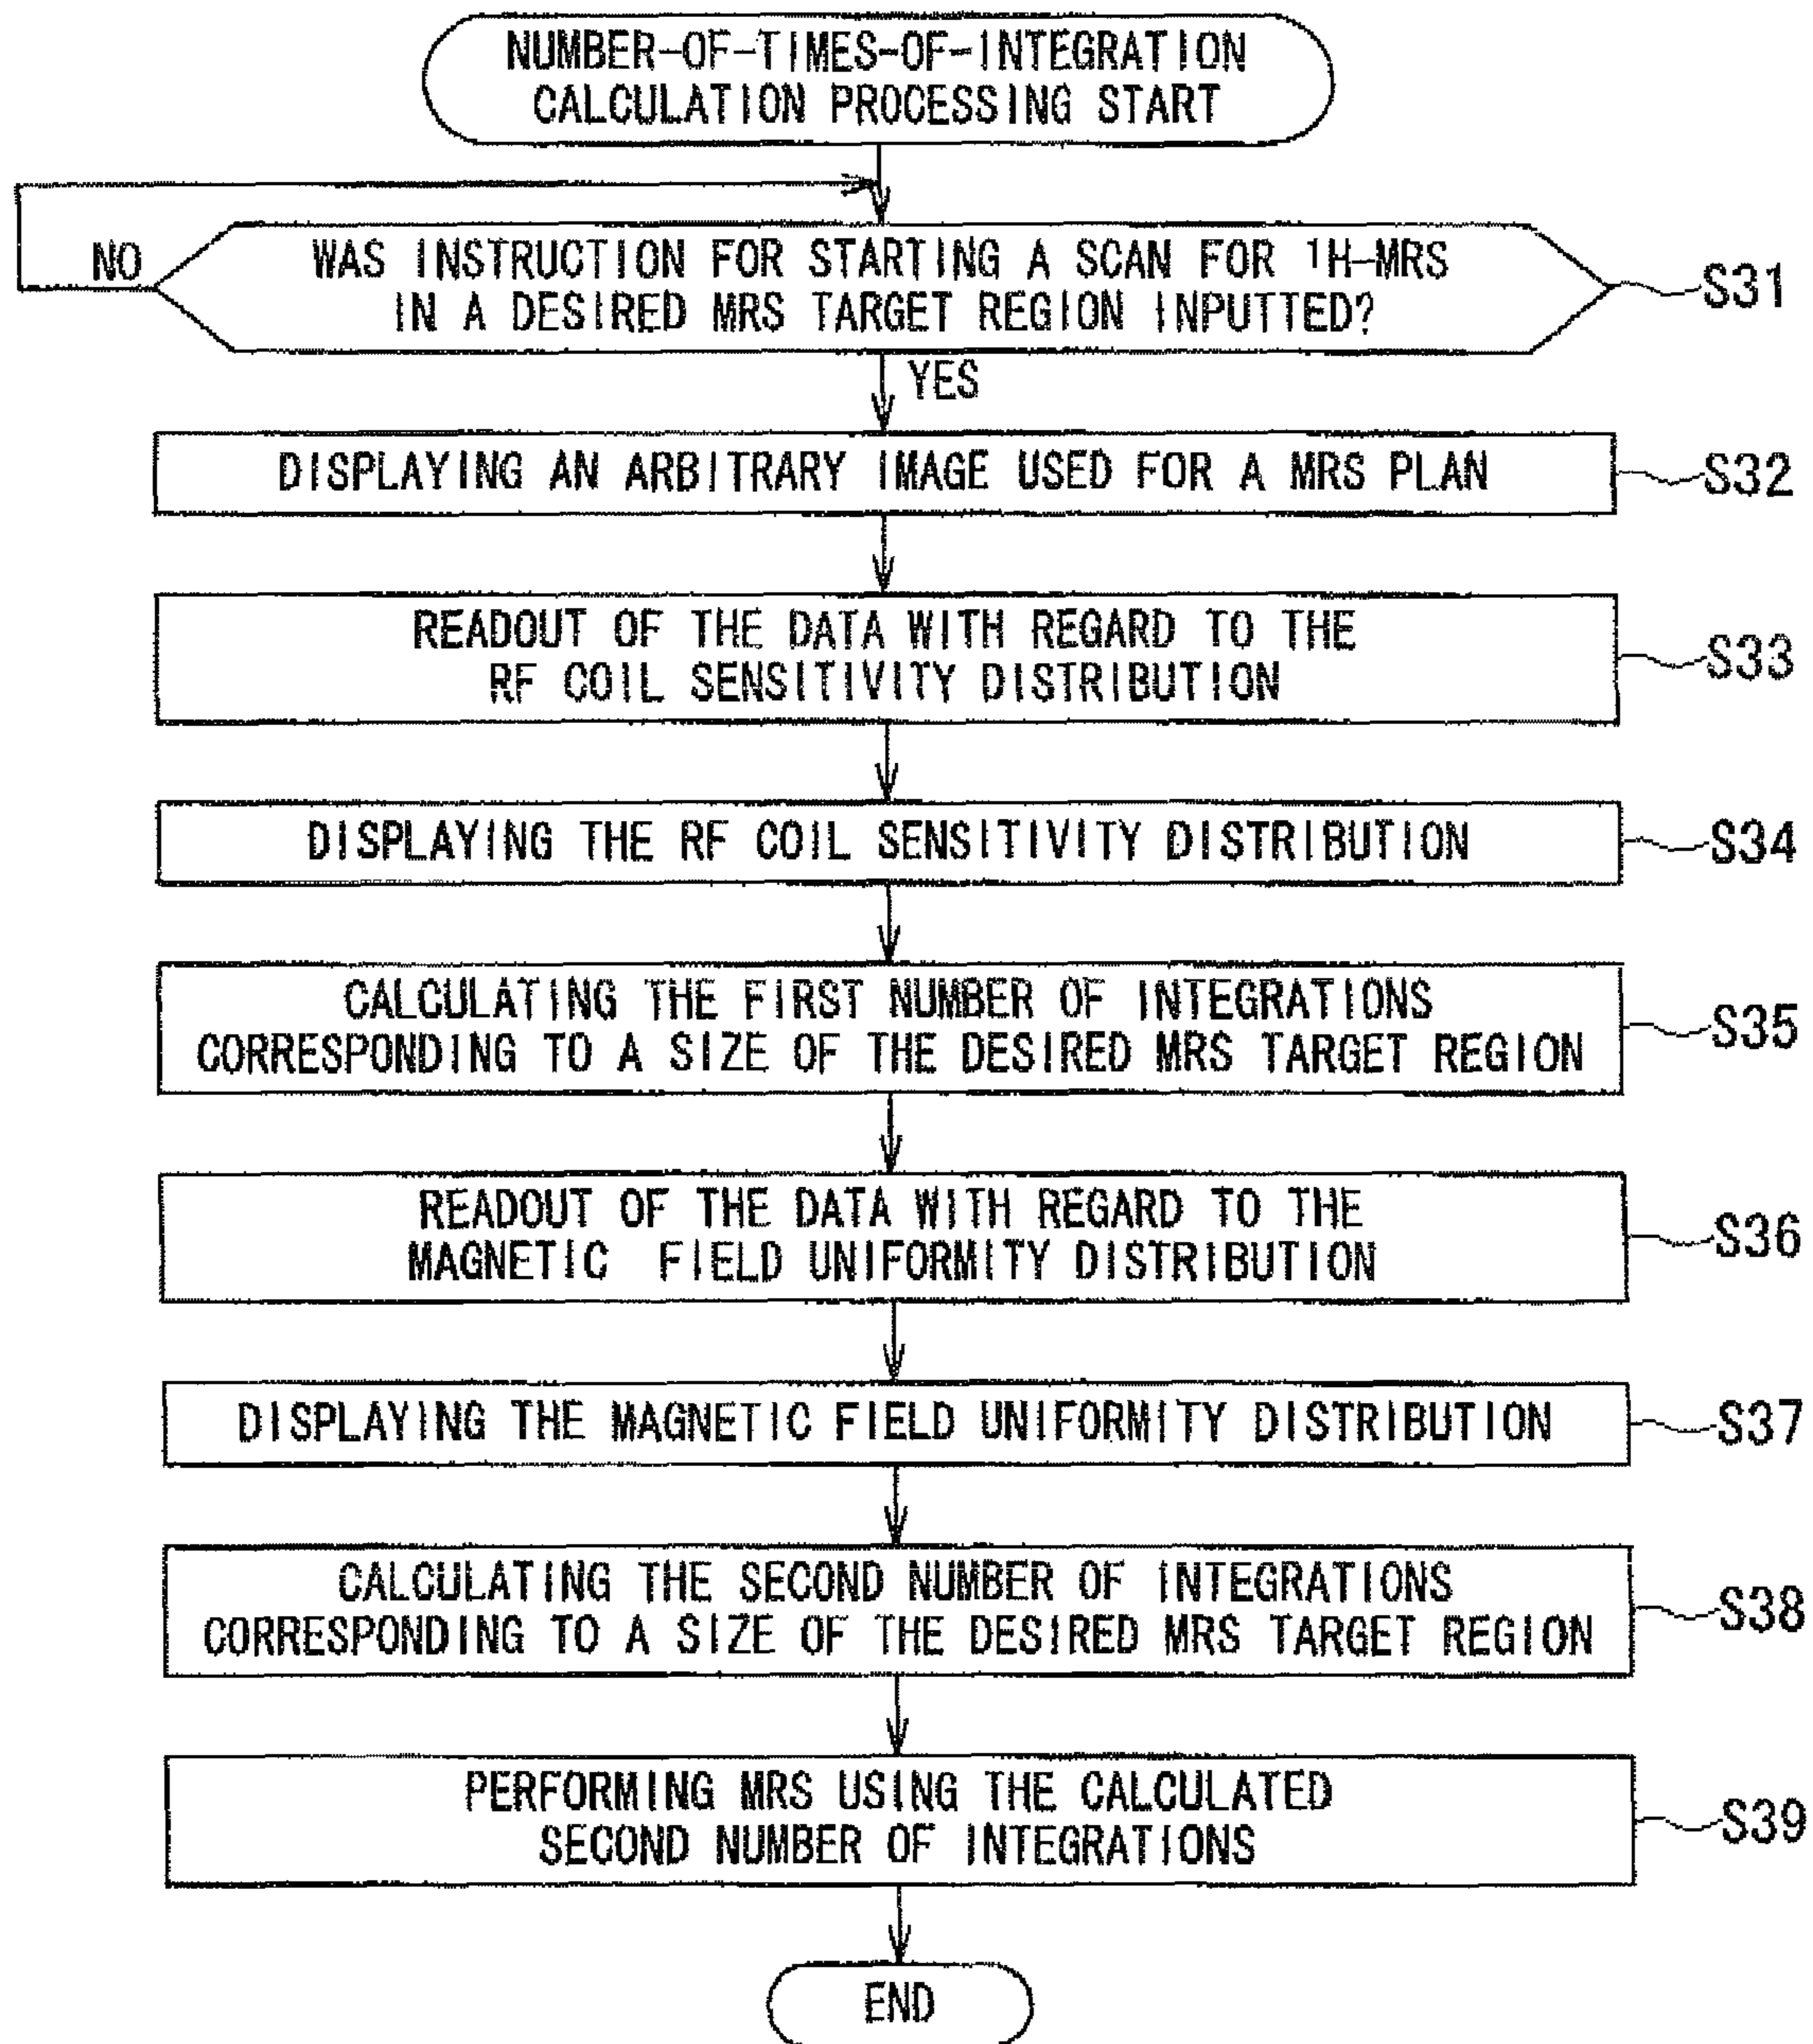 NUMBER-OF-TIMES-OF-INTEGRATION
CALCULATION PROCESSING START
NO
WAS INSTRUCTION FOR STARTING A SCAN FOR ¹H-MRS
IN A DESIRED MRS TARGET REGION INPUTTED?
S31
YES
DISPLAYING AN ARBITRARY IMAGE USED FOR A MRS PLAN
S32
READOUT OF THE DATA WITH REGARD TO THE
RF COIL SENSITIVITY DISTRIBUTION
S33
DISPLAYING THE RF COIL SENSITIVITY DISTRIBUTION
S34
CALCULATING THE FIRST NUMBER OF INTEGRATIONS
CORRESPONDING TO A SIZE OF THE DESIRED MRS TARGET REGION
S35
READOUT OF THE DATA WITH REGARD TO THE
MAGNETIC FIELD UNIFORMITY DISTRIBUTION
S36
DISPLAYING THE MAGNETIC FIELD UNIFORMITY DISTRIBUTION
S37
CALCULATING THE SECOND NUMBER OF INTEGRATIONS
CORRESPONDING TO A SIZE OF THE DESIRED MRS TARGET REGION
S38
PERFORMING MRS USING THE CALCULATED
SECOND NUMBER OF INTEGRATIONS
S39
END